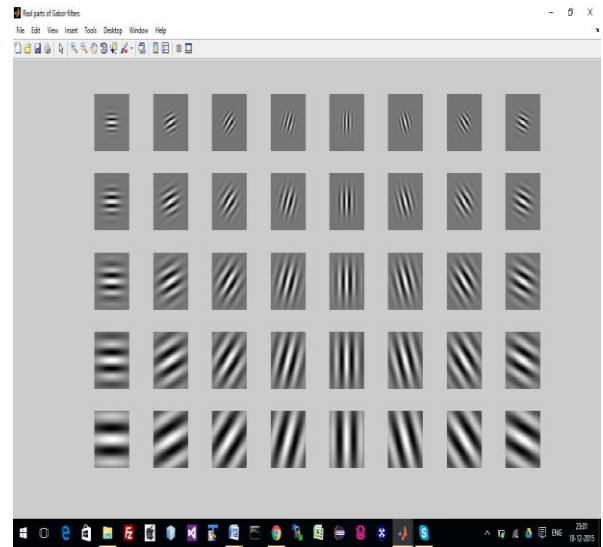 Real parts of Gabor filters
File Edit View Insert Tools Desktop Window Help
ENG
23:01
18-12-2015